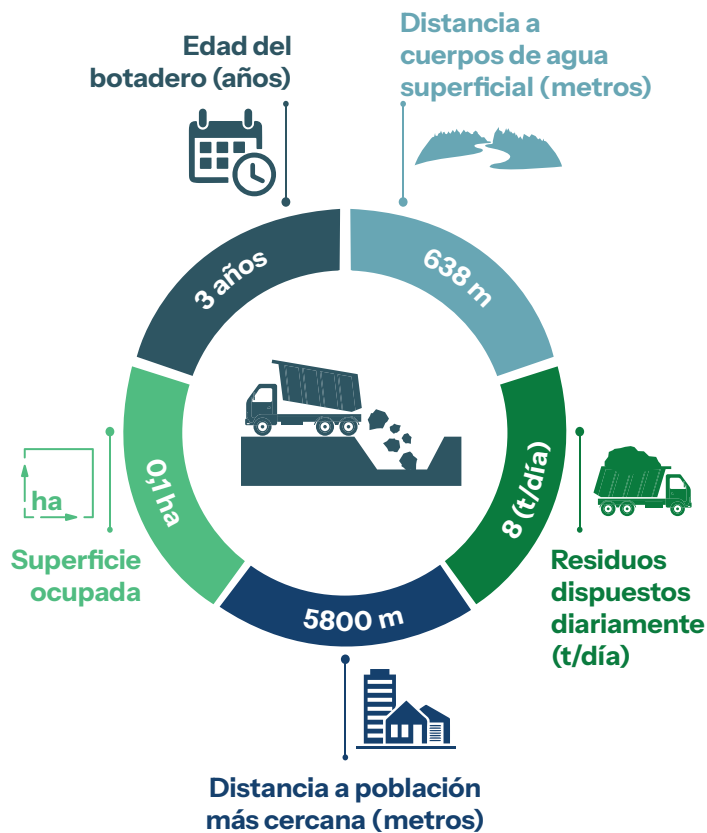 Edad del
botadero (años)
Distancia a
cuerpos de agua
superficial (metros)
3 años
638 m
ha
0,1 ha
8 (t/día)
Superficie
ocupada
Residuos
dispuestos
diariamente
(t/día)
5800 m
Distancia a población
más cercana (metros)